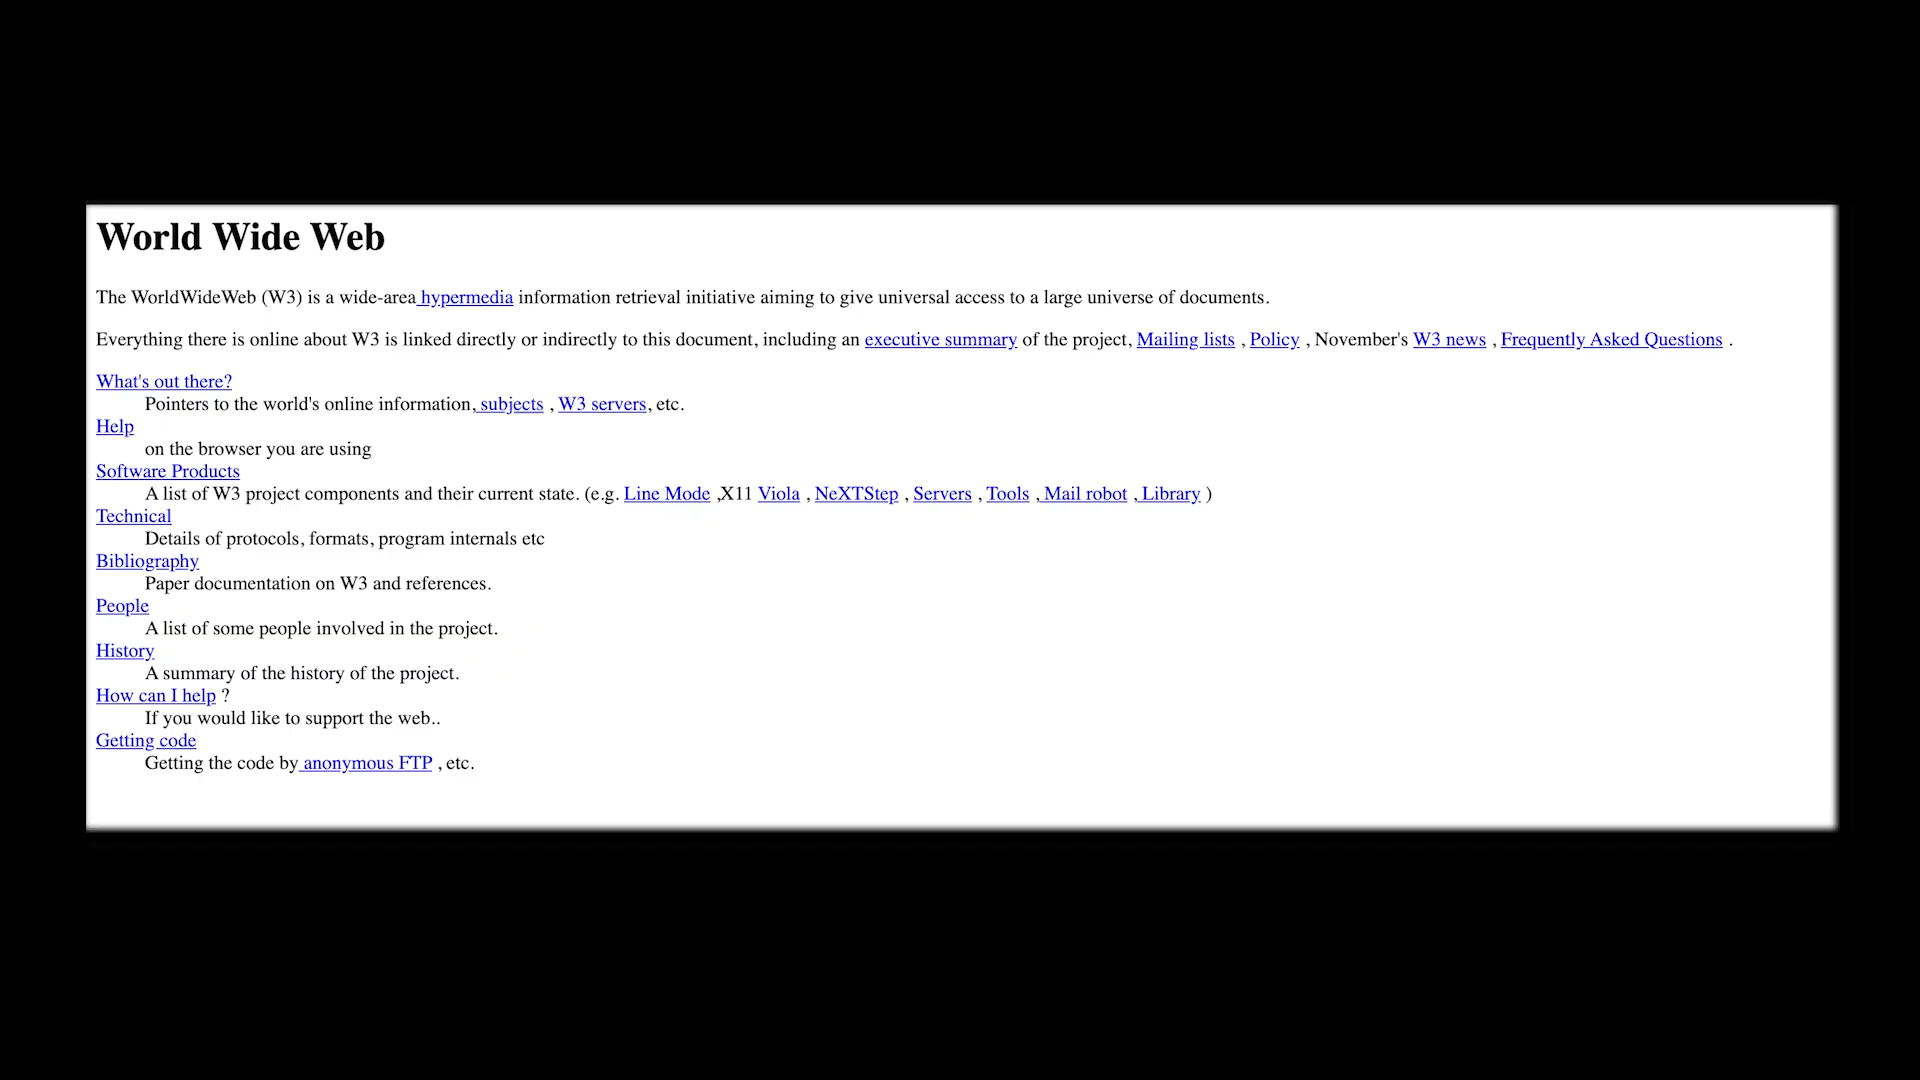 World Wide Web
The WorldWideWeb (W3) is a wide-area hypermedia information retrieval initiative aiming to give universal access to a large universe of documents.
Everything there is online about W3 is linked directly or indirectly to this document, including an executive summary of the project, Mailing lists , Policy , November's W3 news , Frequently Asked Questions .
What's out there?
Pointers to the world's online information, subjects , W3 servers, etc.
Help
on the browser you are using
Software Products
A list of W3 project components and their current state. (e.g. Line Mode ,X11 Viola , NeXTStep , Servers , Tools , Mail robot , Library )
Technical
Details of protocols, formats, program internals etc
Bibliography
Paper documentation on W3 and references.
People
A list of some people involved in the project.
History
A summary of the history of the project.
How can I help ?
If you would like to support the web..
Getting code
Getting the code by anonymous FTP , etc.